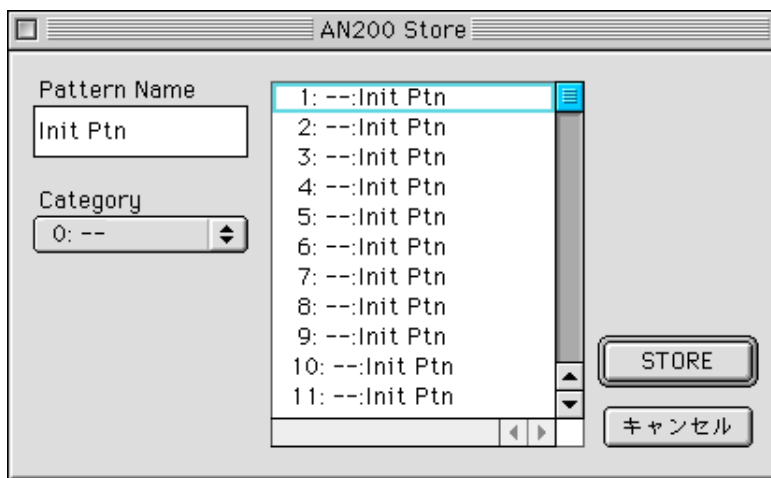 AN200 Store
Pattern Name
Init Ptn
Category
0: --
1: --:Init Ptn
2: --:Init Ptn
3: --:Init Ptn
4: --:Init Ptn
5: --:Init Ptn
6: --:Init Ptn
7: --:Init Ptn
8: --:Init Ptn
9: --:Init Ptn
10: --:Init Ptn
11: --:Init Ptn
STORE
キャンセル